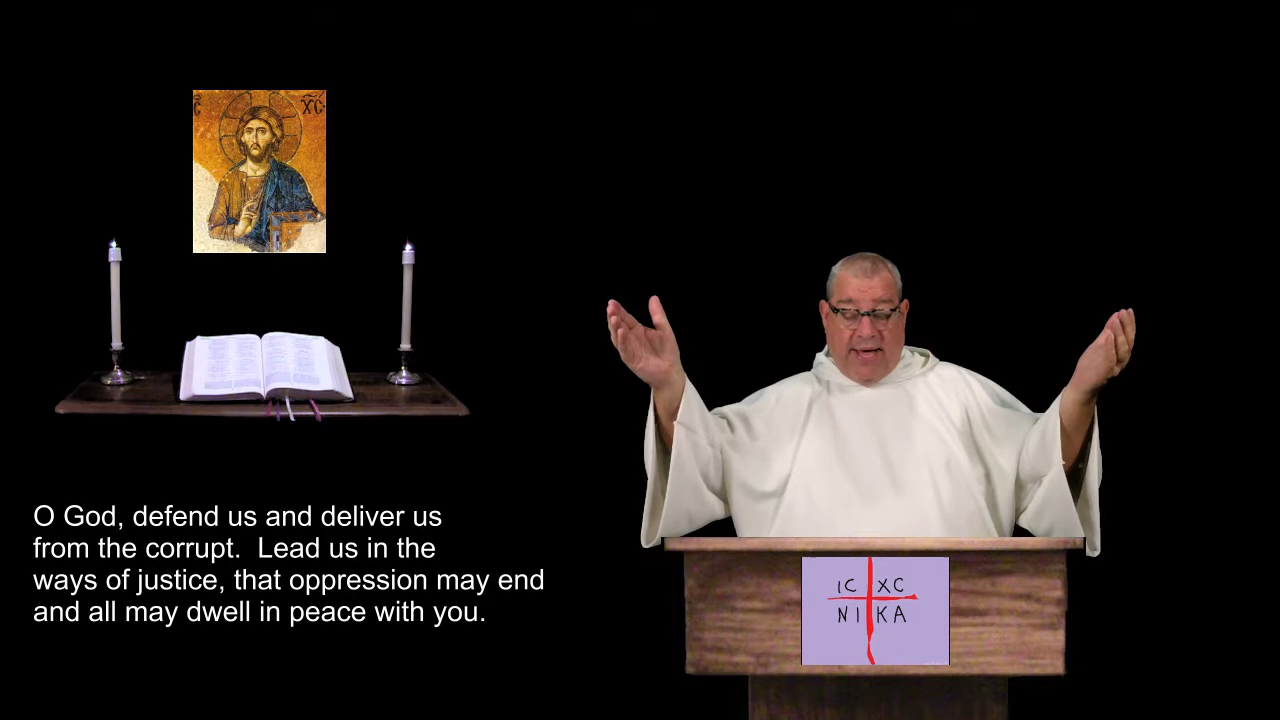 C XC
O God, defend us and deliver us
from the corrupt.  Lead us in the
ways of justice, that oppression may end
and all may dwell in peace with you.
IC XC
NI KA